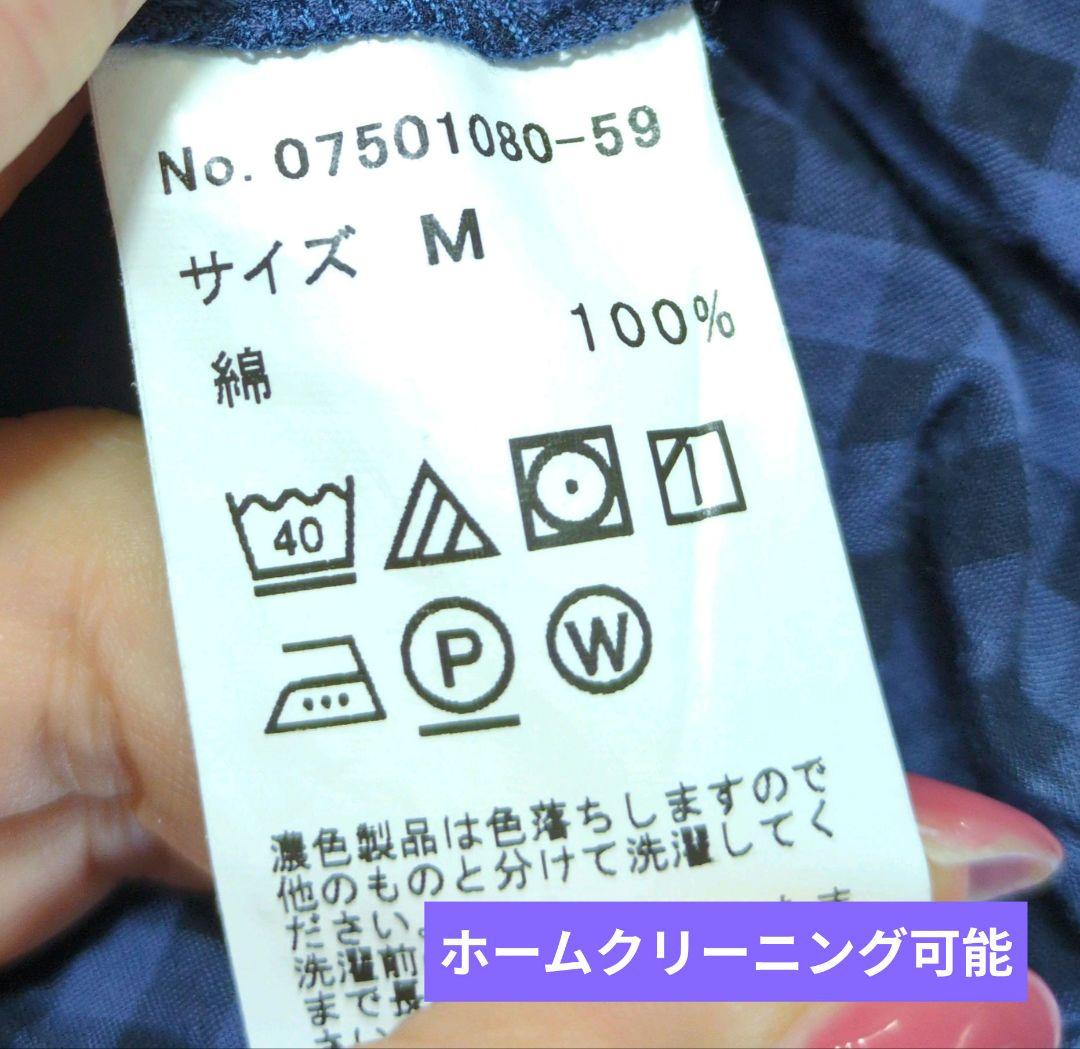 No. 07501080-59
サイズ M
綿 100%
40
P
W
濃色製品は色落ちしますので
他のものと分けて洗濯してく
ださい。
洗濯前
で
ホームクリーニング可能